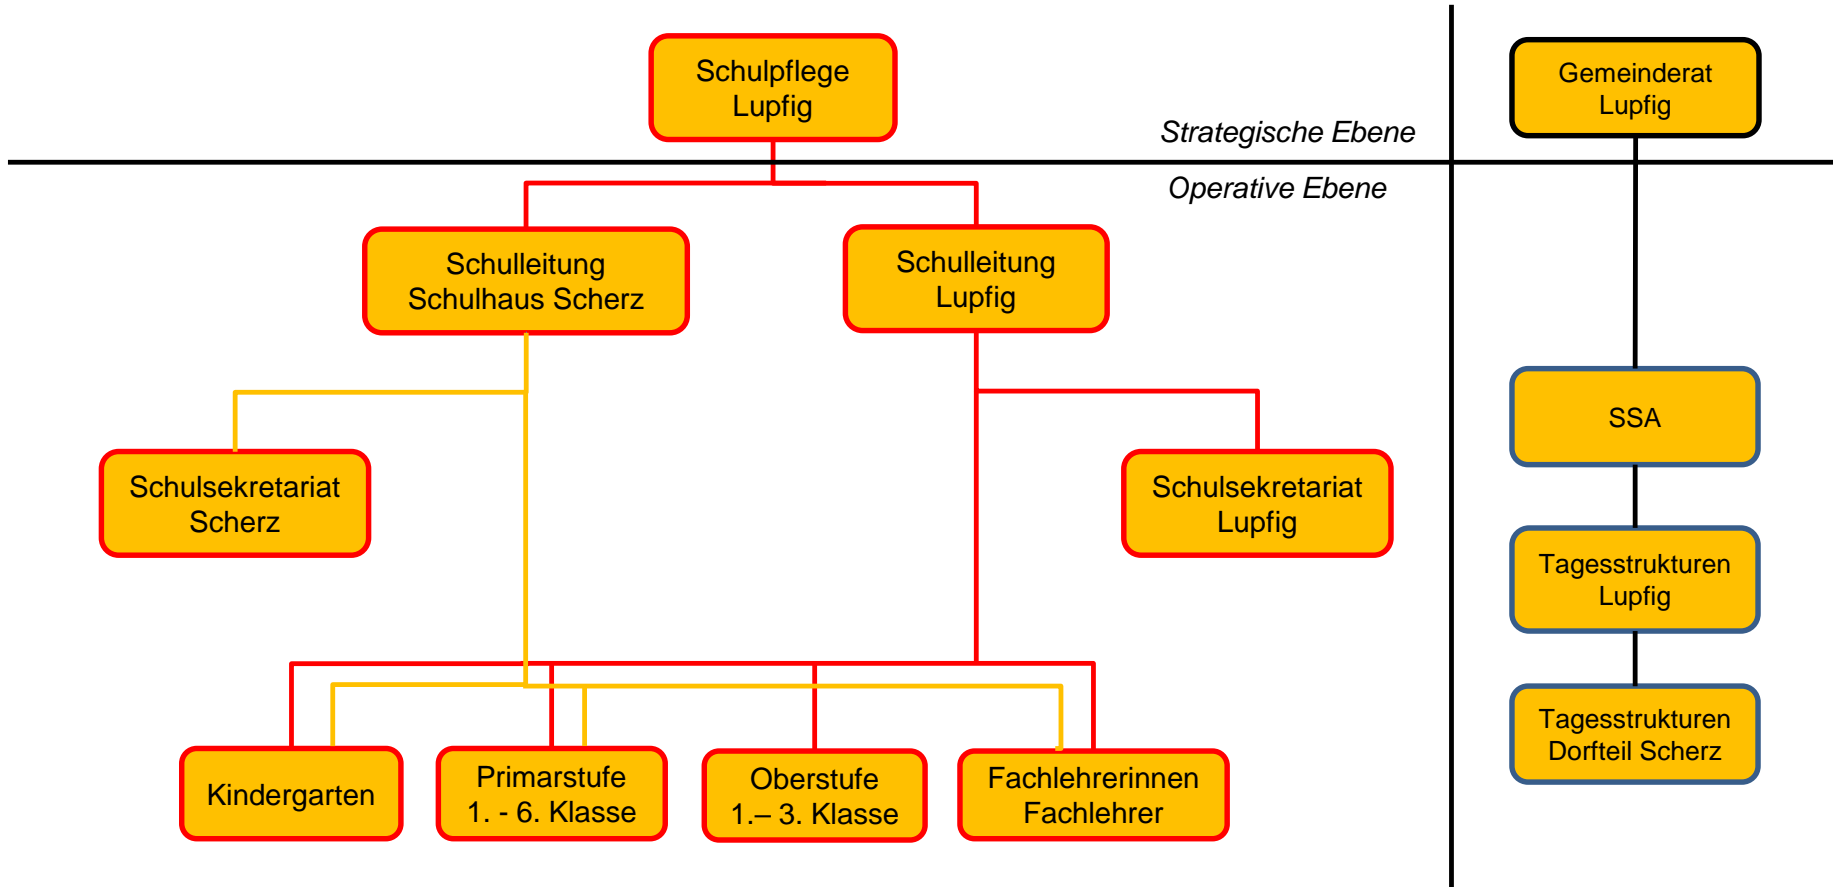 Schulpflege
Lupfig
Gemeinderat
Lupfig
Strategische Ebene
Operative Ebene
Schulleitung
Schulhaus Scherz
Schulleitung
Lupfig
SSA
Schulsekretariat
Scherz
Schulsekretariat
Lupfig
Tagesstrukturen
Lupfig
Tagesstrukturen
Dorfteil Scherz
Kindergarten
Primarstufe
1. - 6. Klasse
Oberstufe
1.– 3. Klasse
Fachlehrerinnen
Fachlehrer